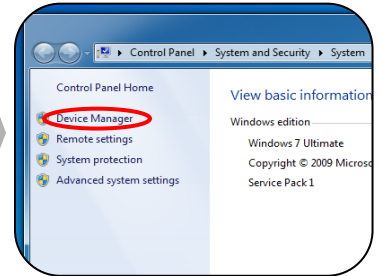 Control Panel ▸ System and Security ▸ System
Control Panel Home
Device Manager
Remote settings
System protection
Advanced system settings
View basic information
Windows edition
Windows 7 Ultimate
Copyright © 2009 Microsc
Service Pack 1